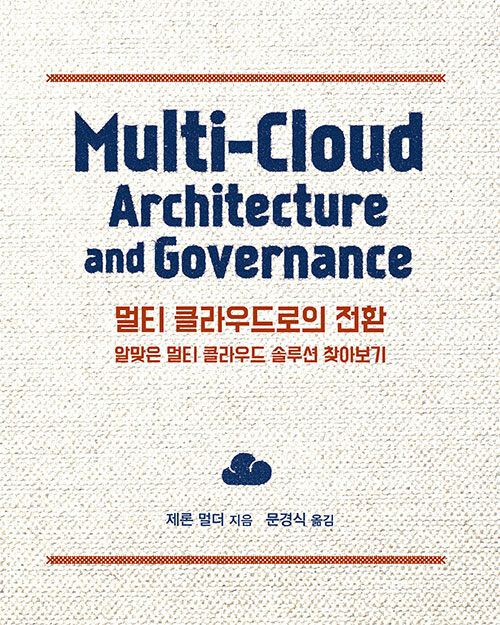 Multi-Cloud
Architecture
and Governance
멀티 클라우드로의 전환
알맞은 멀티 클라우드 솔루션 찾아보기
제론 멀더 지음 문경식 옮김